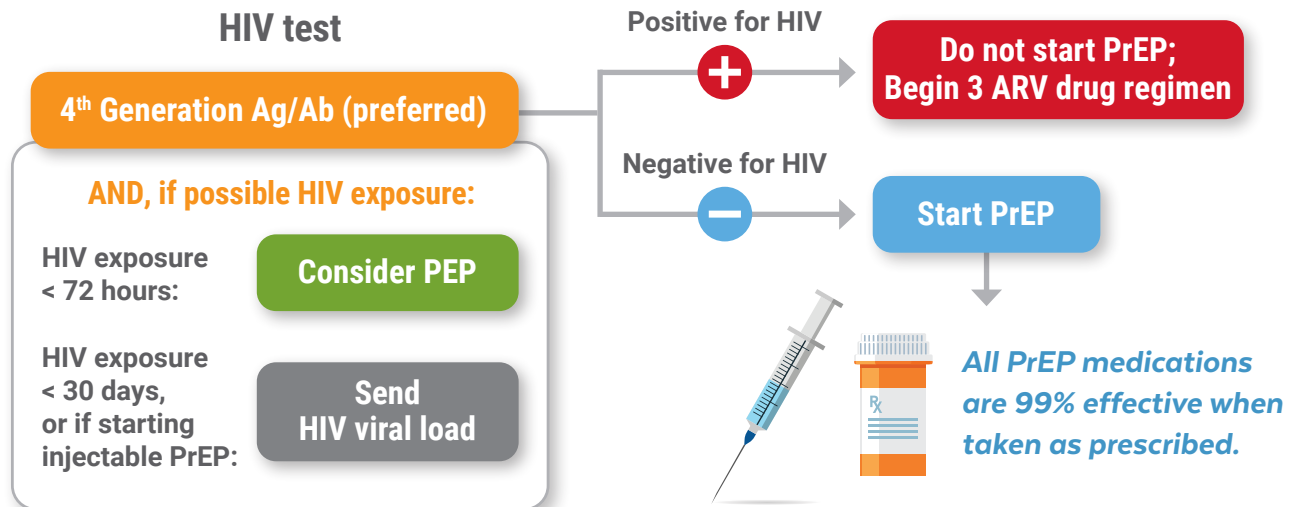 HIV test
4th Generation Ag/Ab (preferred)
AND, if possible HIV exposure:
HIV exposure
< 72 hours:
Consider PEP
HIV exposure
< 30 days,
or if starting
injectable PrEP:
Send
HIV viral load
Positive for HIV
Do not start PrEP;
Begin 3 ARV drug regimen
Negative for HIV
Start PrEP
Rx
All PrEP medications
are 99% effective when
taken as prescribed.